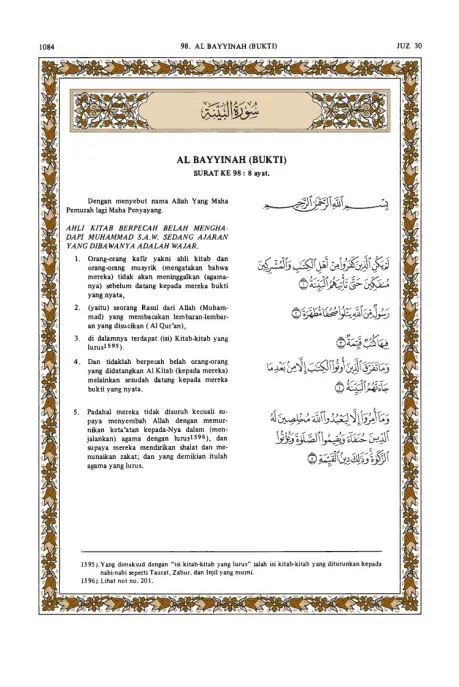 1084
98. AL BAYYINAH (BUKTI)
JUZ 30
سُورَةُ الْبَيِّنَةِ
AL BAYYINAH (BUKTI)
SURAT KE 98 : 8 ayat.
Dengan menyebut nama Allah Yang Maha
Pemurah lagi Maha Penyayang.
بِسْمِ اللَّهِ الرَّحْمَٰنِ الرَّحِيمِ
AHLI KITAB BERPECAH BELAH MENGHA-
DAPI MUHAMMAD S.A.W. SEDANG AJARAN
YANG DIBAWANYA ADALAH WAJAR.
1. Orang-orang kafir yakni ahli kitab dan
orang-orang musyrik (mengatakan bahwa
mereka) tidak akan meninggalkan (agama-
nya) sebelum datang kepada mereka bukti
yang nyata,
لَمْ يَكُنِ الَّذِينَ كَفَرُوا مِنْ أَهْلِ الْكِتَابِ وَالْمُشْرِكِينَ
مُنْفَكِّينَ حَتَّىٰ تَأْتِيَهُمُ الْبَيِّنَةُ ۝١
2. (yaitu) seorang Rasul dari Allah (Muham-
mad) yang membacakan lembaran-lembar-
an yang disucikan ( Al Qur'an),
رَسُولٌ مِنَ اللَّهِ يَتْلُو صُحُفًا مُطَهَّرَةً ۝٢
3. di dalamnya terdapat (isi) Kitab-kitab yang
lurus1595).
فِيهَا كُتُبٌ قَيِّمَةٌ ۝٣
4. Dan tidaklah berpecah belah orang-orang
yang didatangkan Al Kitab (kepada mereka)
melainkan sesudah datang kepada mereka
bukti yang nyata.
وَمَا تَفَرَّقَ الَّذِينَ أُوتُوا الْكِتَابَ إِلَّا مِنْ بَعْدِ مَا
جَاءَتْهُمُ الْبَيِّنَةُ ۝٤
5. Padahal mereka tidak disuruh kecuali su-
paya menyembah Allah dengan memur-
nikan keta'atan kepada-Nya dalam (men-
jalankan) agama dengan lurus1596), dan
supaya mereka mendirikan shalat dan me-
nunaikan zakat; dan yang demikian itulah
agama yang lurus.
وَمَا أُمِرُوا إِلَّا لِيَعْبُدُوا اللَّهَ مُخْلِصِينَ لَهُ
الدِّينَ حُنَفَاءَ وَيُقِيمُوا الصَّلَاةَ وَيُؤْتُوا
الزَّكَاةَ وَذَٰلِكَ دِينُ الْقَيِّمَةِ ۝٥
1595). Yang dimaksud dengan "isi kitab-kitab yang lurus" ialah isi kitab-kitab yang diturunkan kepada
nabi-nabi seperti Taurat, Zabur, dan Injil yang murni.
1596). Lihat not no. 201.